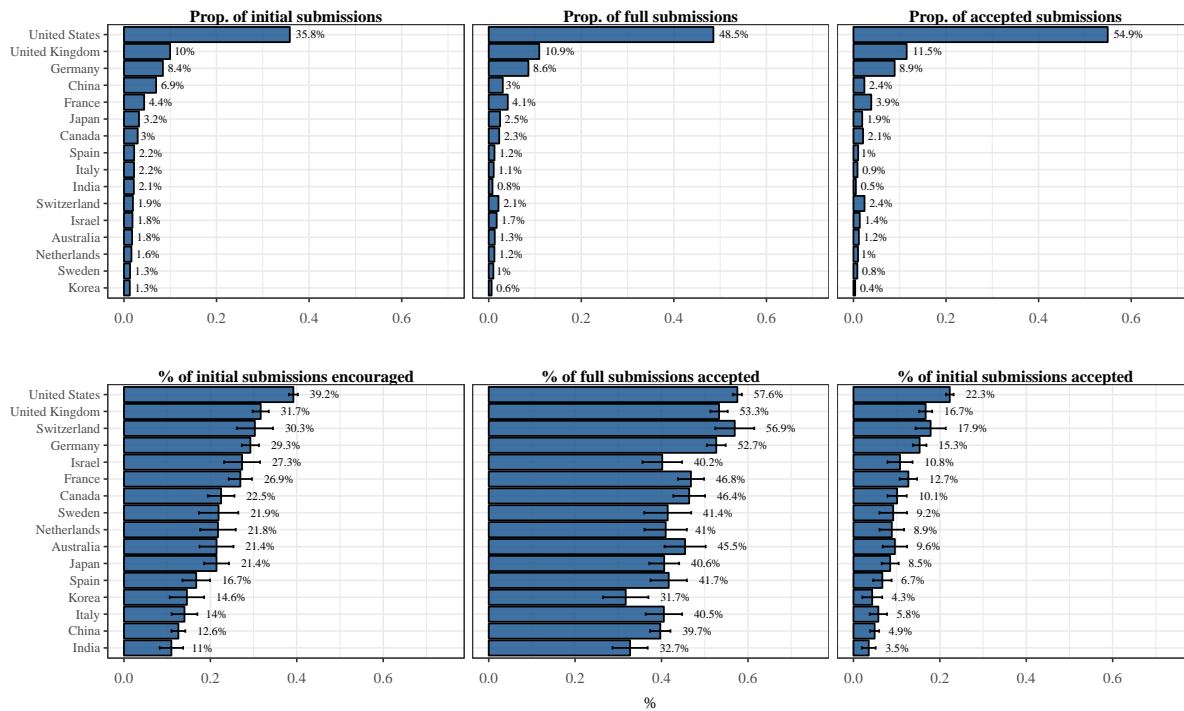 Prop. of initial submissions Prop. of full submissions Prop. of accepted submissions
United States 35.8% 48.5% 54.9%
United Kingdom 10% 10.9% 11.5%
Germany 8.4% 8.6% 8.9%
China 6.9% 3% 2.4%
France 4.4% 4.1% 3.9%
Japan 3.2% 2.5% 1.9%
Canada 3% 2.3% 2.1%
Spain 2.2% 1.2% 1%
Italy 2.2% 1.1% 0.9%
India 2.1% 0.8% 0.5%
Switzerland 1.9% 2.1% 2.4%
Israel 1.8% 1.7% 1.4%
Australia 1.8% 1.3% 1.2%
Netherlands 1.6% 1.2% 1%
Sweden 1.3% 1% 0.8%
Korea 1.3% 0.6% 0.4%
0.0 0.2 0.4 0.6 0.0 0.2 0.4 0.6 0.0 0.2 0.4 0.6
% of initial submissions encouraged % of full submissions accepted % of initial submissions accepted
United States 39.2% 57.6% 22.3%
United Kingdom 31.7% 53.3% 16.7%
Switzerland 30.3% 56.9% 17.9%
Germany 29.3% 52.7% 15.3%
Israel 27.3% 40.2% 10.8%
France 26.9% 46.8% 12.7%
Canada 22.5% 46.4% 10.1%
Sweden 21.9% 41.4% 9.2%
Netherlands 21.8% 41% 8.9%
Australia 21.4% 45.5% 9.6%
Japan 21.4% 40.6% 8.5%
Spain 16.7% 41.7% 6.7%
Korea 14.6% 31.7% 4.3%
Italy 14% 40.5% 5.8%
China 12.6% 39.7% 4.9%
India 11% 32.7% 3.5%
0.0 0.2 0.4 0.6 0.0 0.2 0.4 0.6 0.0 0.2 0.4 0.6
%